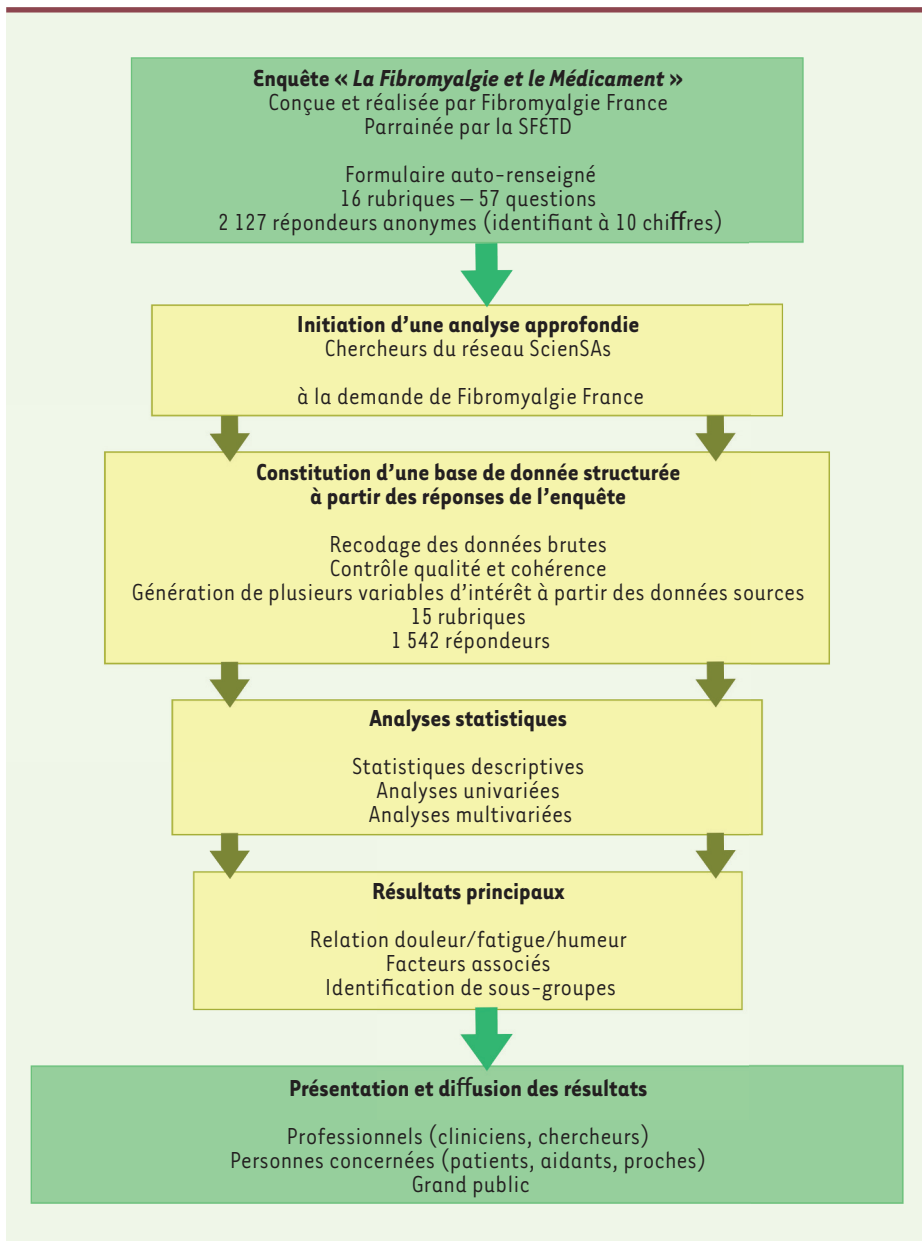 Enquête « La Fibromyalgie et le Médicament »
Conçue et réalisée par Fibromyalgie France
Parrainée par la SFETD
Formulaire auto-renseigné
16 rubriques – 57 questions
2 127 répondeurs anonymes (identifiant à 10 chiffres)
Initiation d'une analyse approfondie
Chercheurs du réseau ScienSAs
à la demande de Fibromyalgie France
Constitution d'une base de donnée structurée
à partir des réponses de l'enquête
Recodage des données brutes
Contrôle qualité et cohérence
Génération de plusieurs variables d'intérêt à partir des données sources
15 rubriques
1 542 répondeurs
Analyses statistiques
Statistiques descriptives
Analyses univariées
Analyses multivariées
Résultats principaux
Relation douleur/fatigue/humeur
Facteurs associés
Identification de sous-groupes
Présentation et diffusion des résultats
Professionnels (cliniciens, chercheurs)
Personnes concernées (patients, aidants, proches)
Grand public